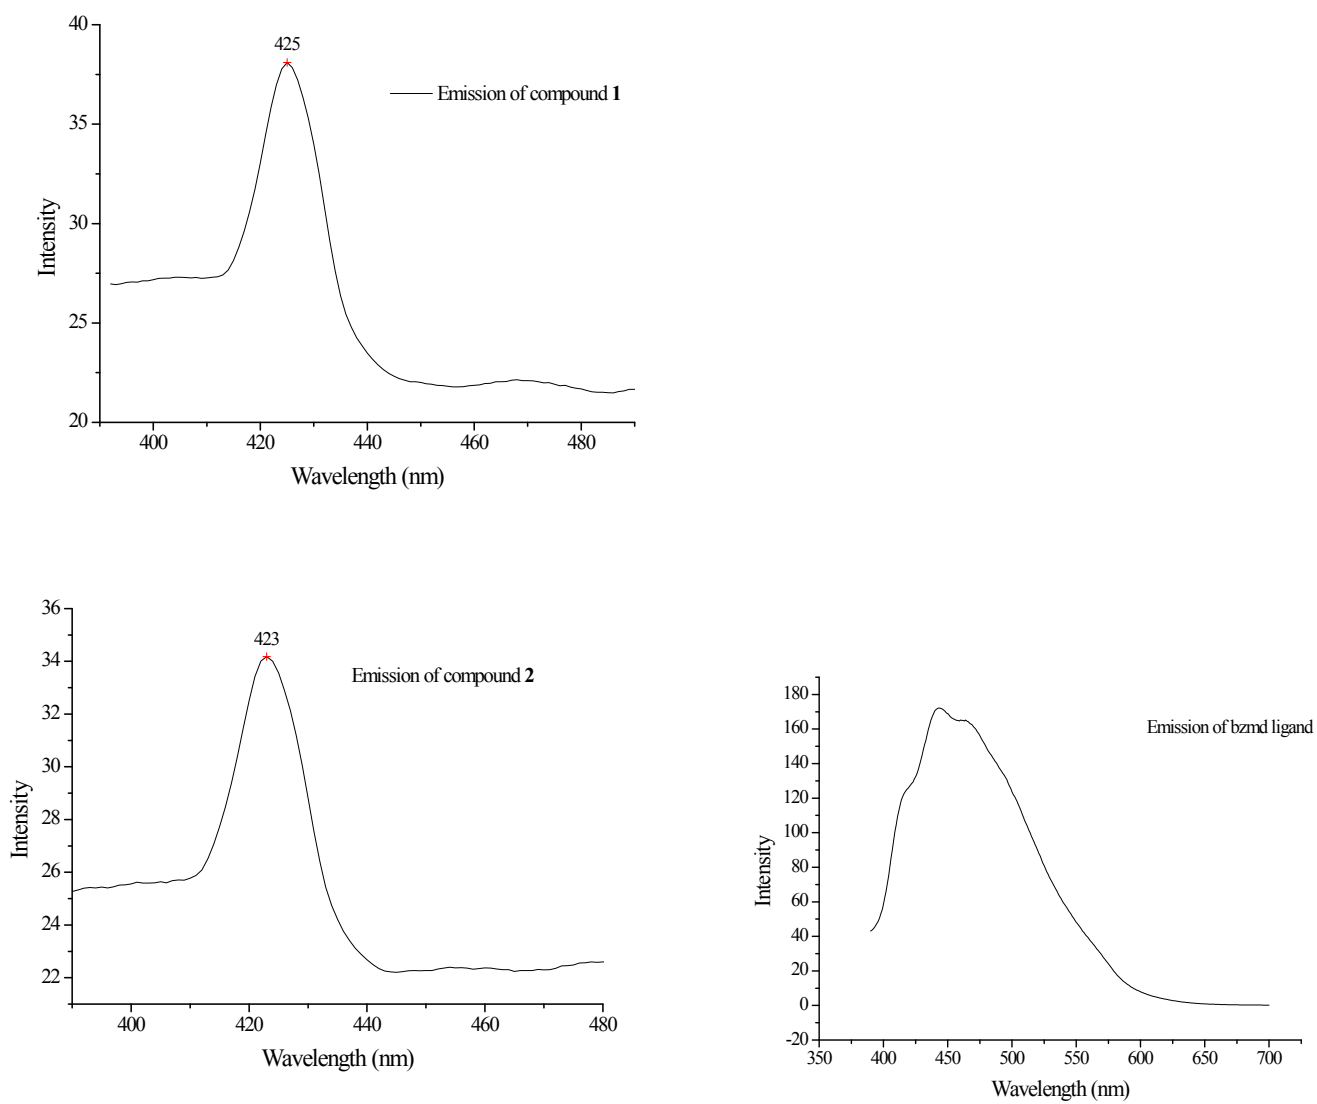 40
425
Emission of compound 1
35
30
25
20
Intensity
400 420 440 460 480
Wavelength (nm)
36
423
34
Emission of compound 2
32
30
28
26
24
22
Intensity
400 420 440 460 480
Wavelength (nm)
180
160
Emission of bzmd ligand
140
120
100
80
60
40
20
0
-20
Intensity
350 400 450 500 550 600 650 700
Wavelength (nm)